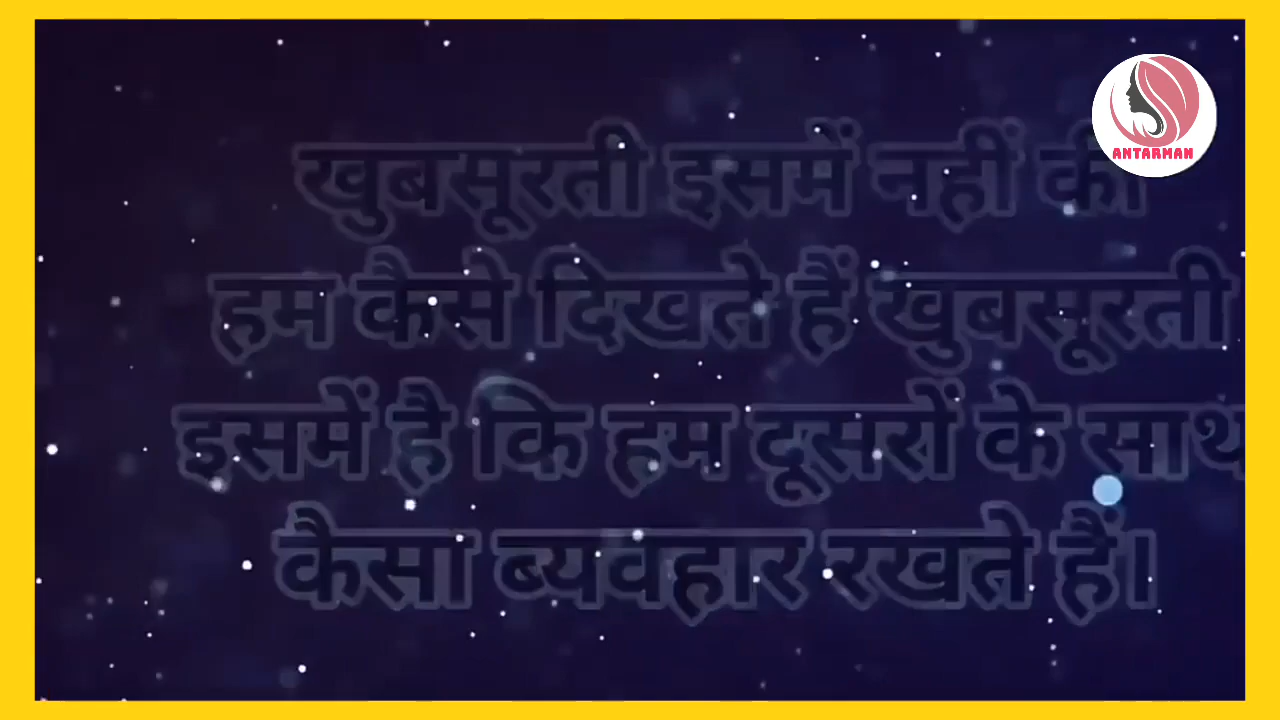 खुबसूरती इसमें नहीं की
हम कैसे दिखते हैं खुबसूरती
इसमें है कि हम दूसरों के साथ
कैसा ब्यवहार रखते हैं।
ANTARMAN